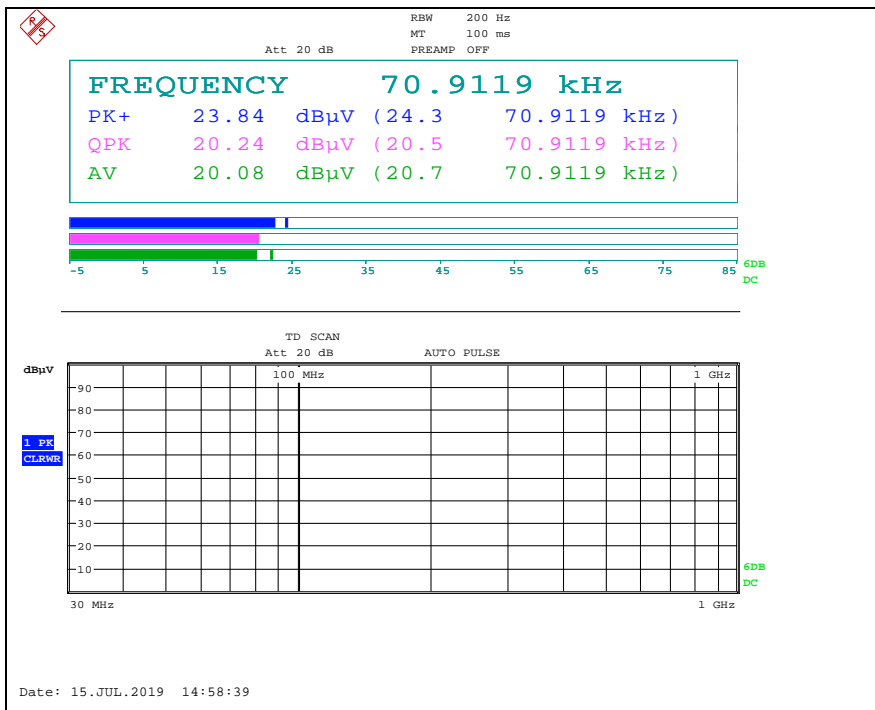 R/S
RBW 200 Hz
MT 100 ms
Att 20 dB PREAMP OFF
FREQUENCY 70.9119 kHz
PK+ 23.84 dBµV (24.3 70.9119 kHz)
QPK 20.24 dBµV (20.5 70.9119 kHz)
AV 20.08 dBµV (20.7 70.9119 kHz)
-5 5 15 25 35 45 55 65 75 85
6DB
DC
TD SCAN
Att 20 dB AUTO PULSE
dBµV
100 MHz 1 GHz
90
80
70
1 PK
CLRWR
60
50
40
30
20
10
6DB
DC
30 MHz 1 GHz
Date: 15.JUL.2019 14:58:39